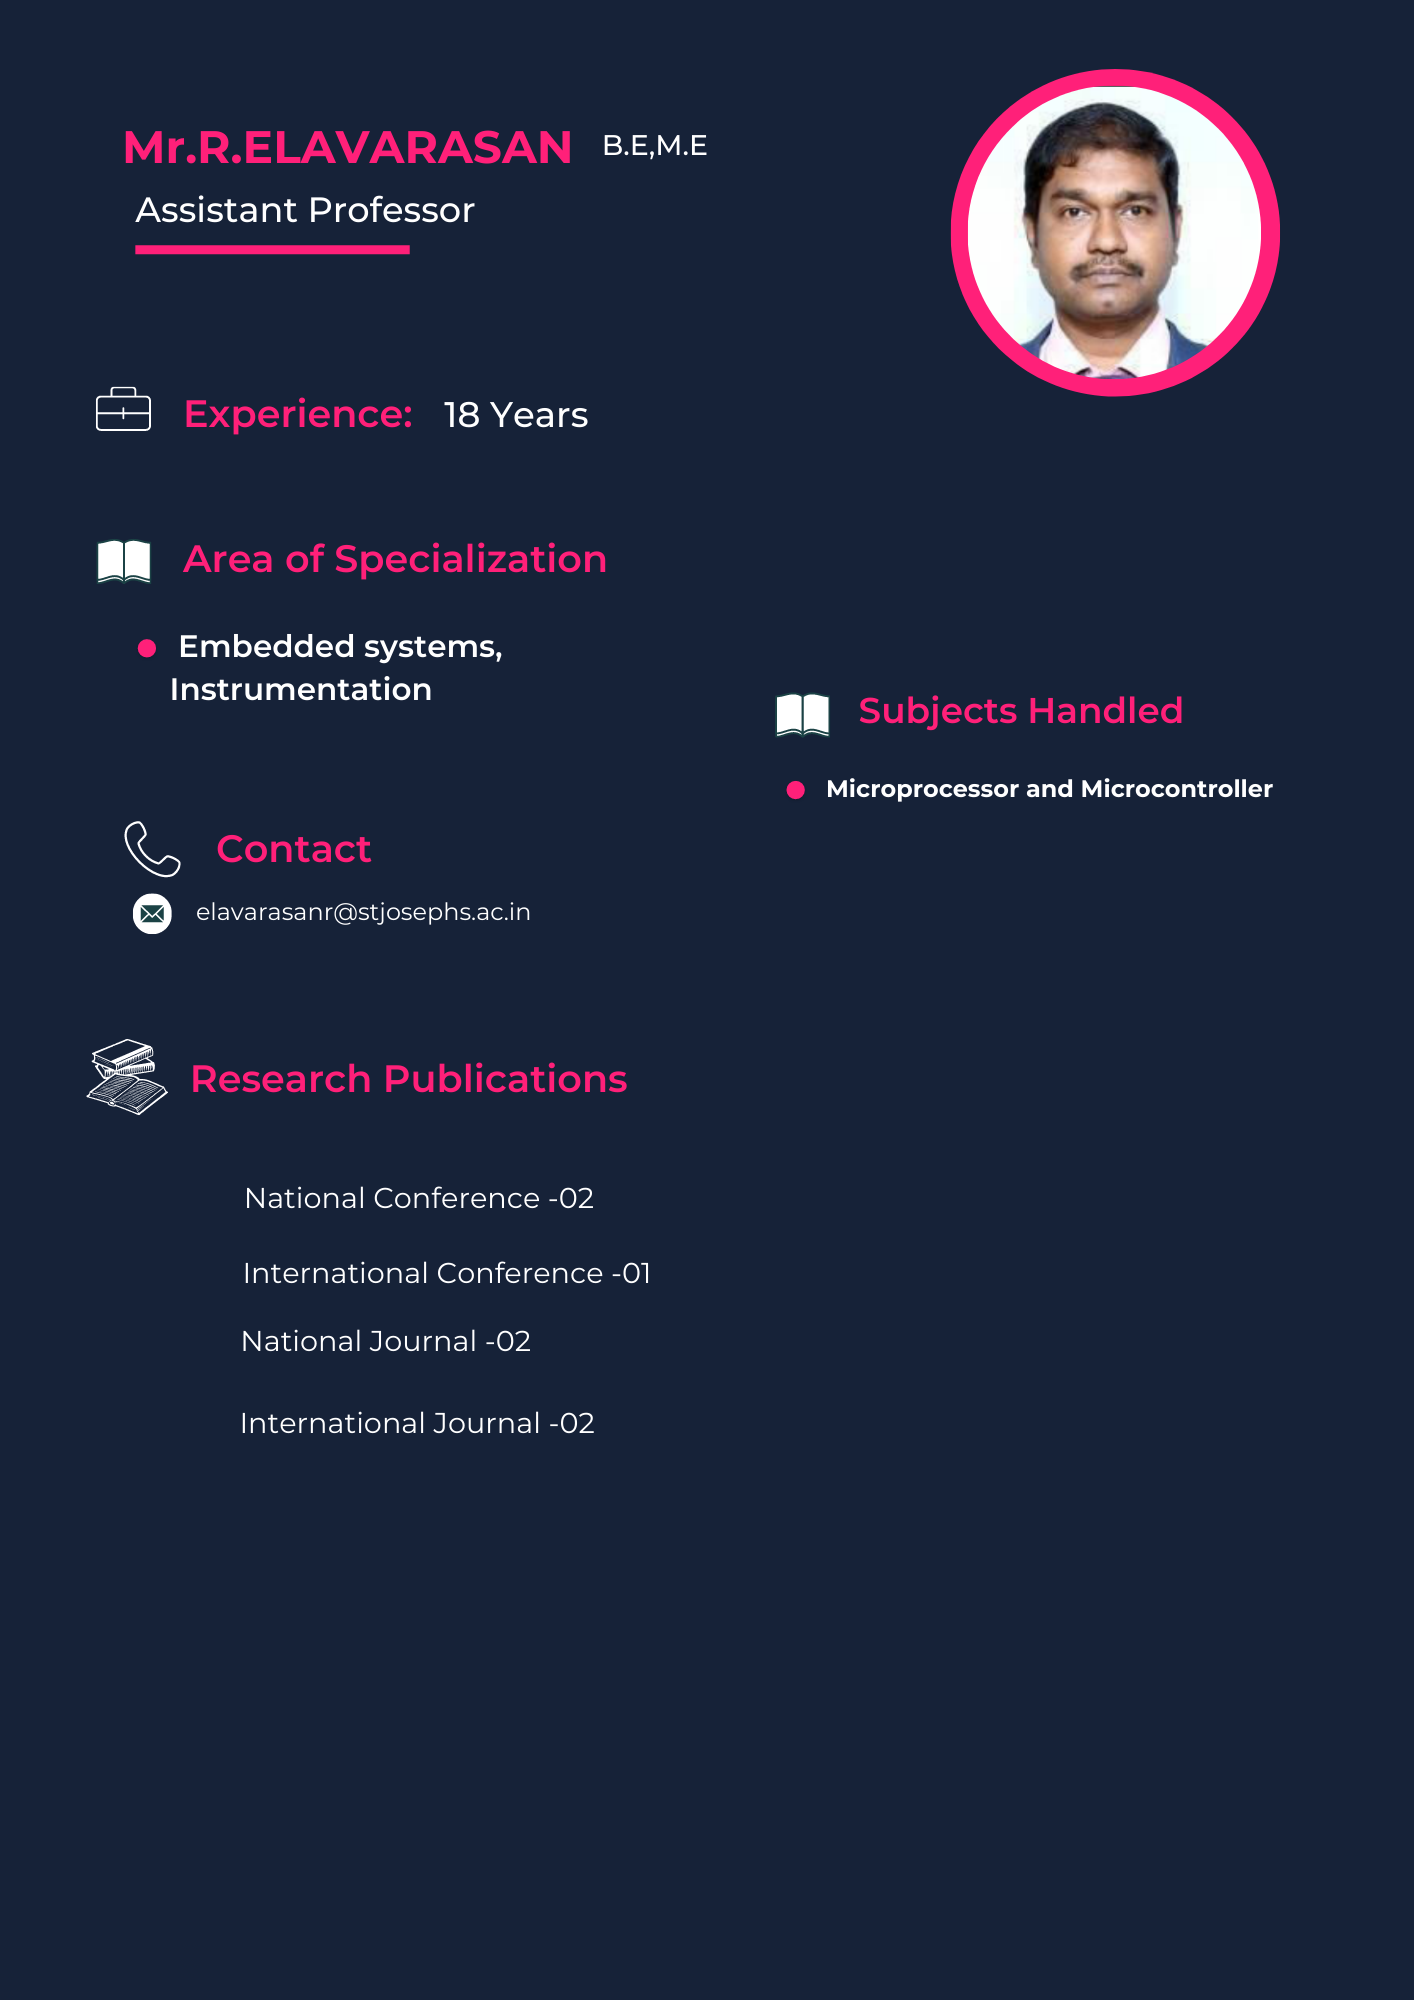 Mr.R.ELAVARASAN B.E,M.E
Assistant Professor
Experience: 18 Years
Area of Specialization
Embedded systems,
Instrumentation
Subjects Handled
Microprocessor and Microcontroller
Contact
elavarasanr@stjosephs.ac.in
Research Publications
National Conference -02
International Conference -01
National Journal -02
International Journal -02